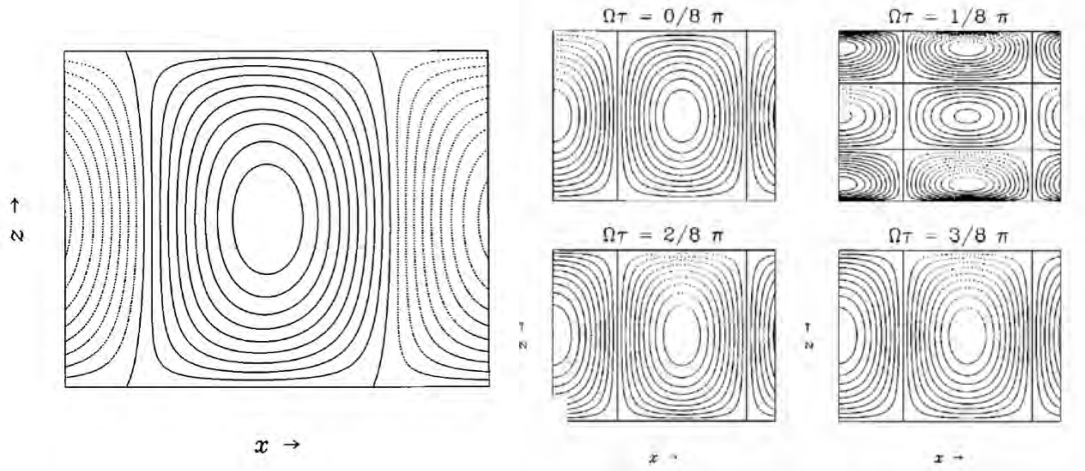 Ωτ = 0/8 π
Ωτ = 1/8 π
z →
Ωτ = 2/8 π
Ωτ = 3/8 π
z →
z →
x →
x →
x →